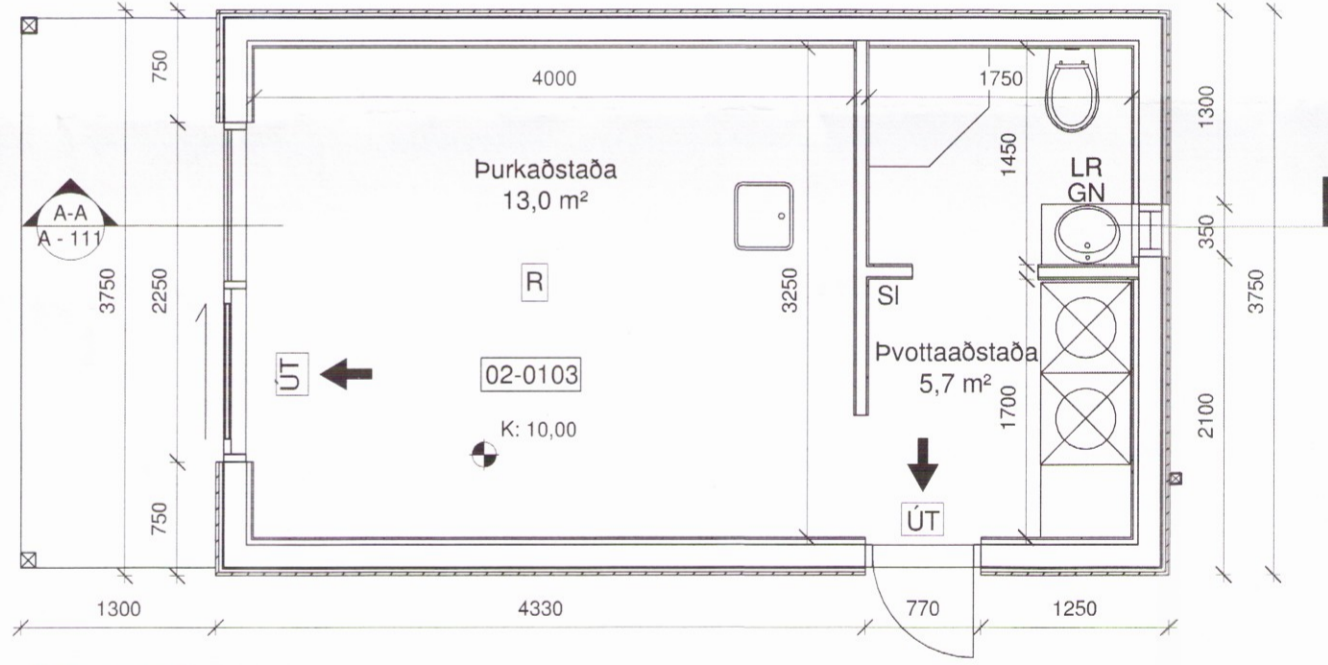 750
4000
1750
1300
Þurkaðstaða
13,0 m²
1450
LR
GN
A-A
A - 111
350
3750
2250
R
3250
SI
3750
Þvottaaðstaða
5,7 m²
ÚT
02-0103
1700
2100
K: 10,00
750
ÚT
1300
4330
770
1250